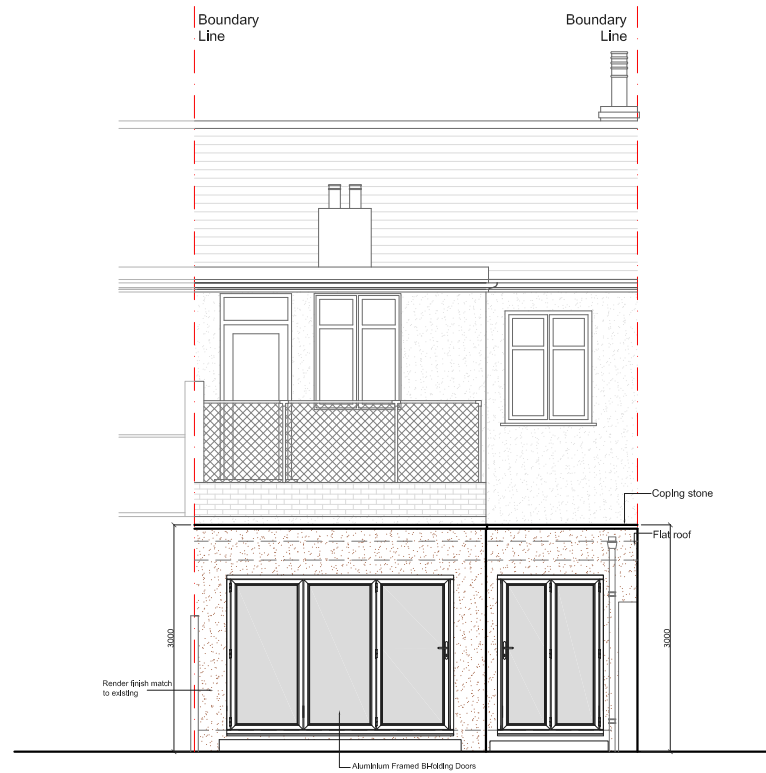 Boundary
Line
Boundary
Line
Coping stone
Flat roof
3000
3000
Render finish match
to existing
Aluminium Framed Bi-folding Doors